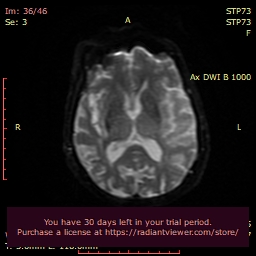 Im: 36/46
Se: 3
A
STP73
STP73
F
Ax DWI B 1000
R
L
You have 30 days left in your trial period.
Purchase a license at https://radiantviewer.com/store/